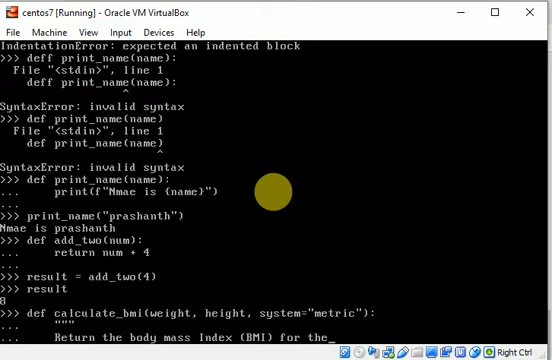 centos7 [Running] - Oracle VM VirtualBox
File Machine View Input Devices Help
IndentationError: expected an indented block
>>> deff print_name(name):
File "<stdin>", line 1
deff print_name(name):
^
SyntaxError: invalid syntax
>>> def print_name(name)
File "<stdin>", line 1
def print_name(name)
^
SyntaxError: invalid syntax
>>> def print_name(name):
... print(f"Nmae is {name}")
...
>>> print_name("prashanth")
Nmae is prashanth
>>> def add_two(num):
... return num + 4
...
>>> result = add_two(4)
>>> result
8
>>> def calculate_bmi(weight, height, system="metric"):
... """
... Return the body mass Index (BMI) for the_
Right Ctrl